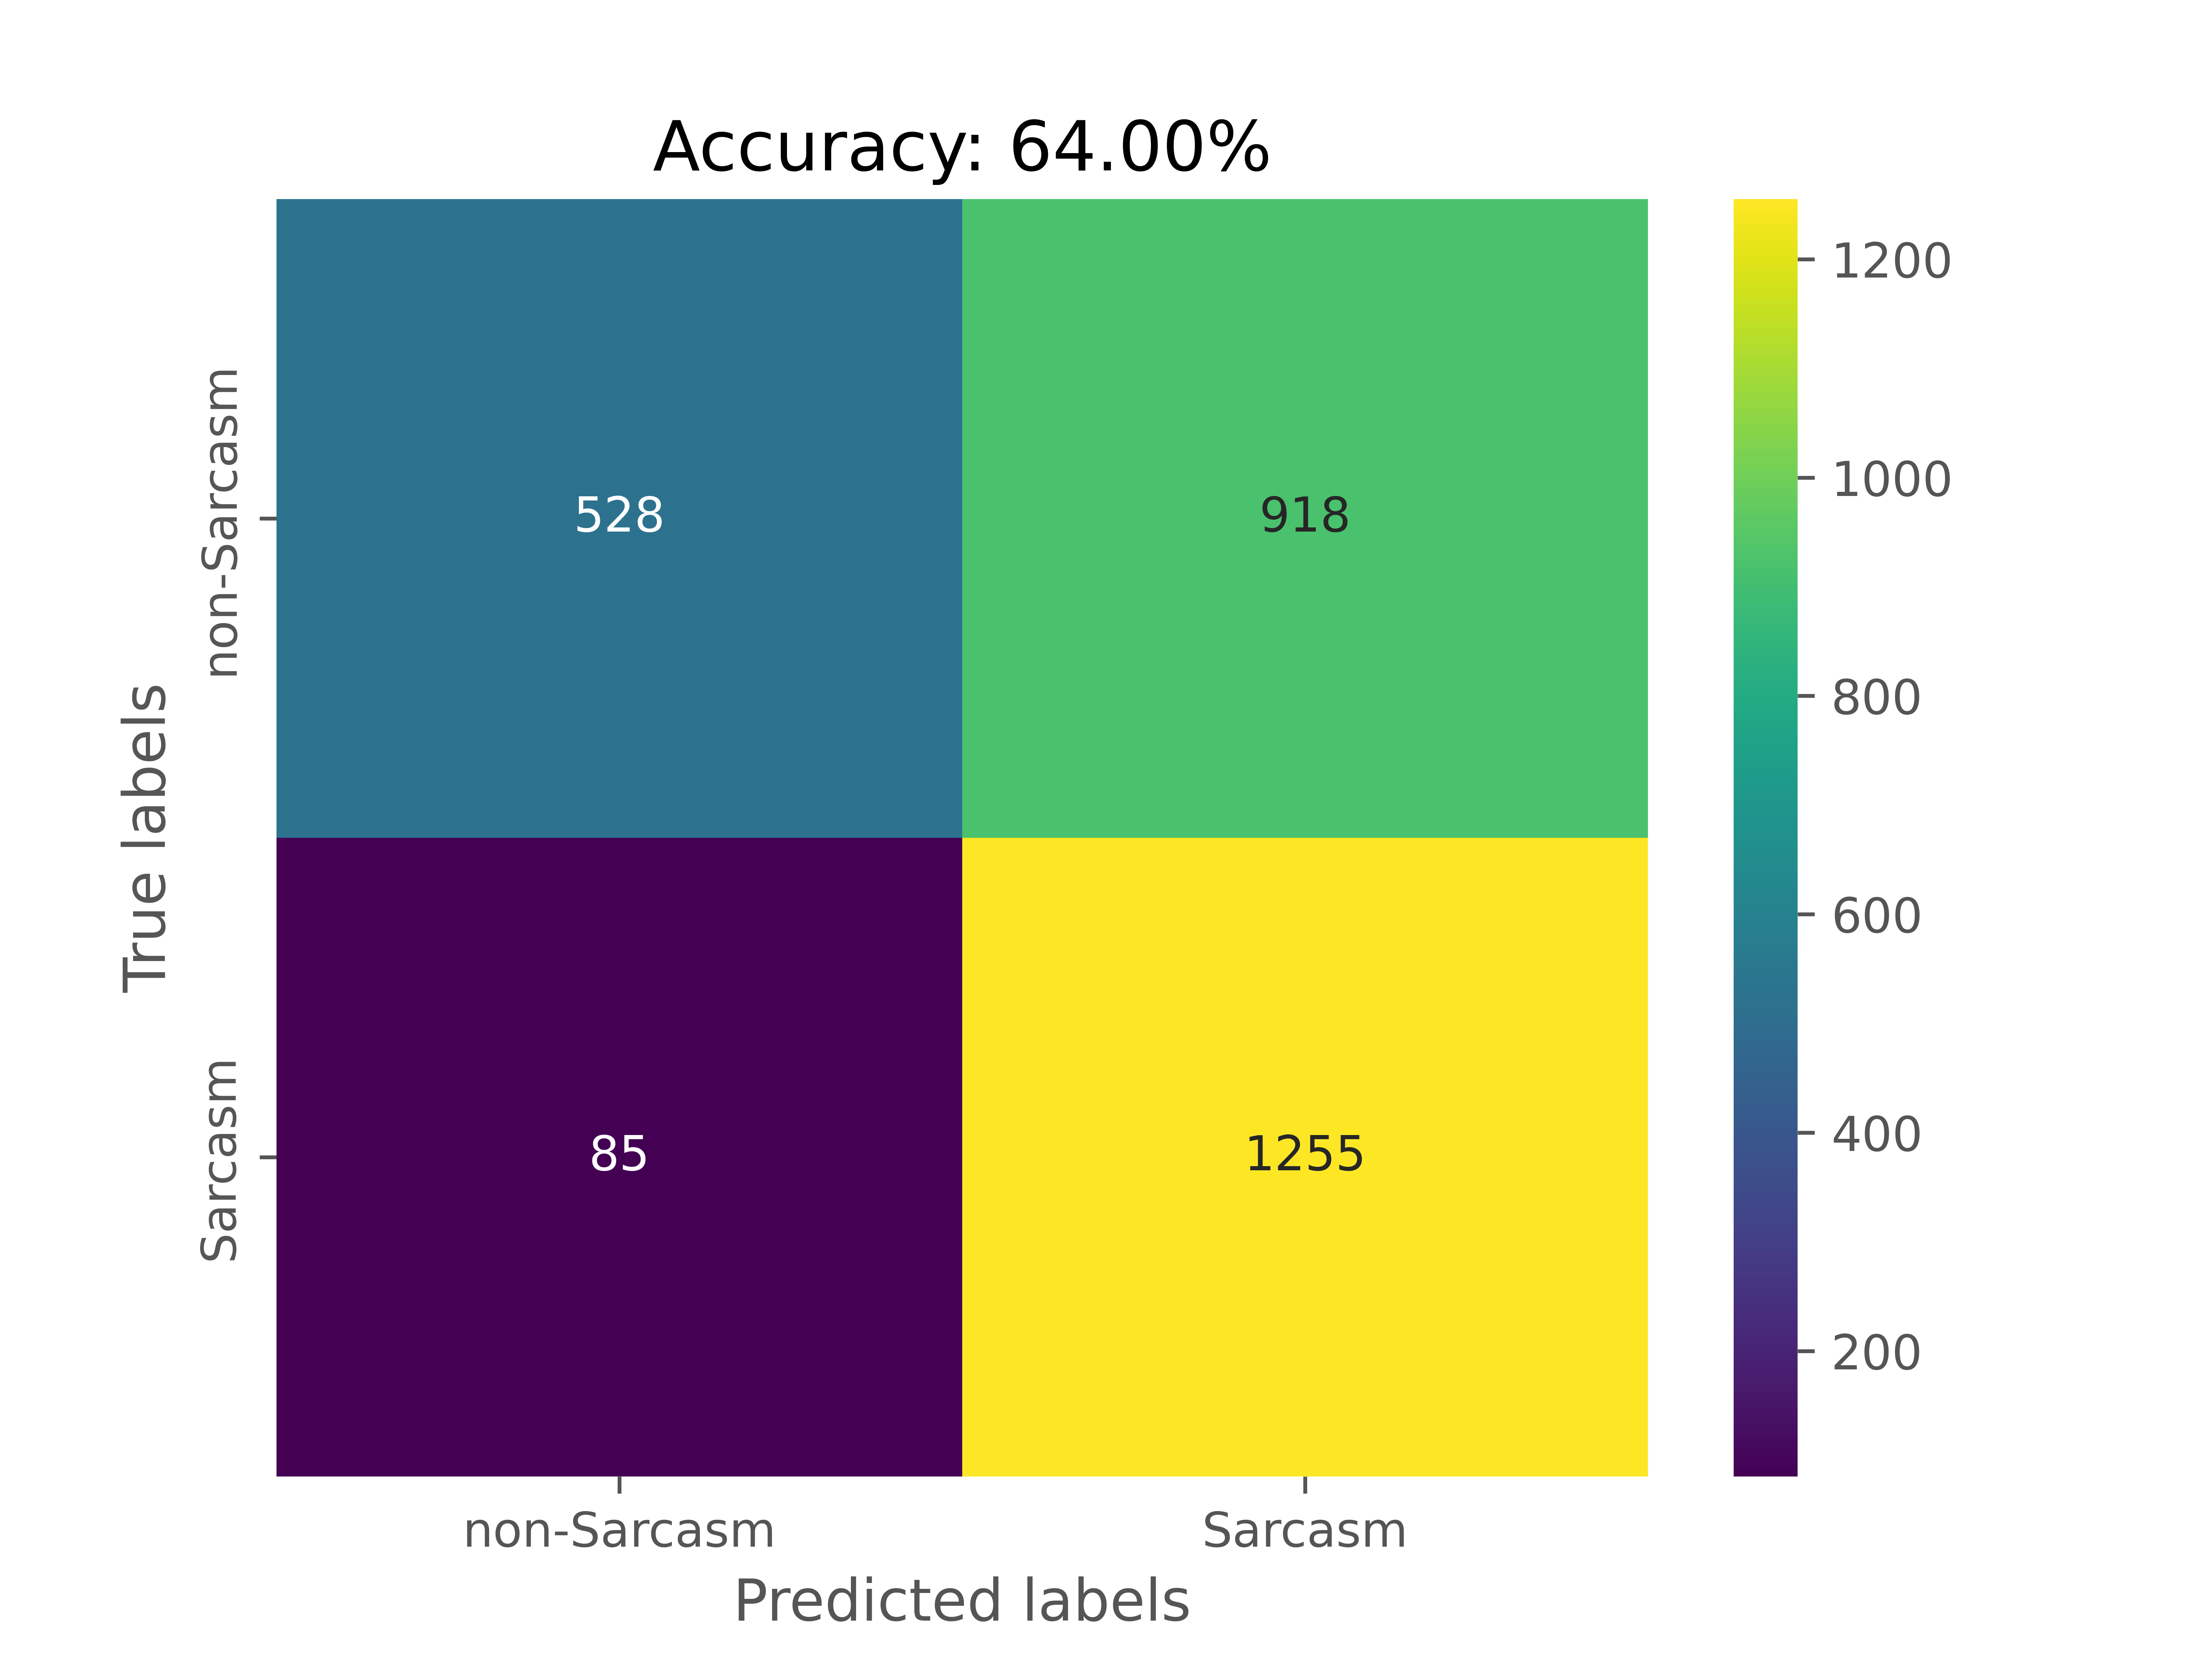 Accuracy: 64.00%
True labels
non-Sarcasm
Sarcasm
528
918
85
1255
non-Sarcasm
Sarcasm
Predicted labels
1200
1000
800
600
400
200